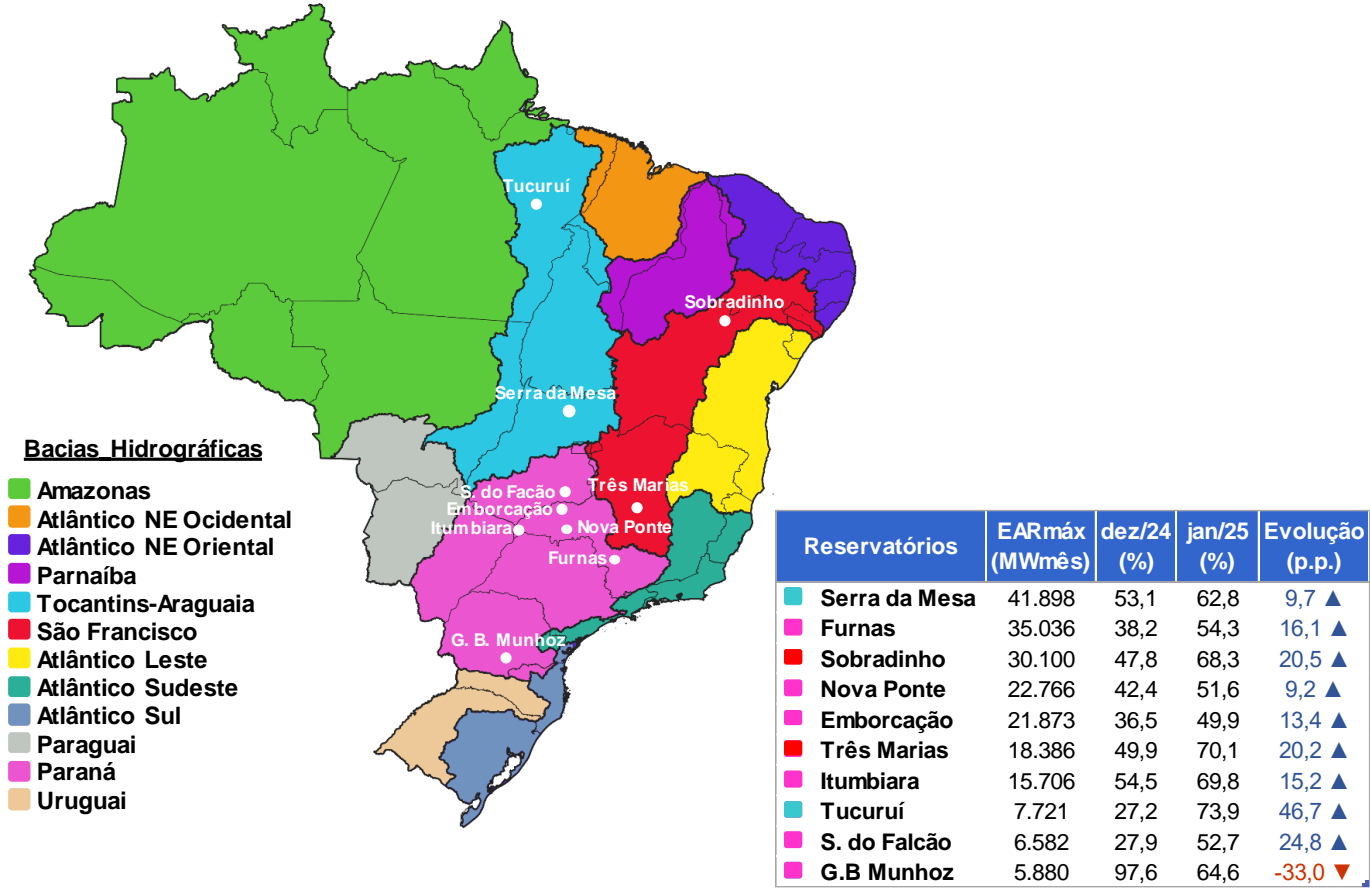 Tucuruí
Sobradinho
Serra da Mesa
S. do Facão
Três Marias
Emborcação
Itumbiara
Nova Ponte
Furnas
G. B. Munhoz
Bacias Hidrográficas
Amazonas
Atlântico NE Ocidental
Atlântico NE Oriental
Parnaíba
Tocantins-Araguaia
São Francisco
Atlântico Leste
Atlântico Sudeste
Atlântico Sul
Paraguai
Paraná
Uruguai
Reservatórios EARmáx (MWmês) dez/24 (%) jan/25 (%) Evolução (p.p.)
Serra da Mesa 41.898 53,1 62,8 9,7 ▲
Furnas 35.036 38,2 54,3 16,1 ▲
Sobradinho 30.100 47,8 68,3 20,5 ▲
Nova Ponte 22.766 42,4 51,6 9,2 ▲
Emborcação 21.873 36,5 49,9 13,4 ▲
Três Marias 18.386 49,9 70,1 20,2 ▲
Itumbiara 15.706 54,5 69,8 15,2 ▲
Tucuruí 7.721 27,2 73,9 46,7 ▲
S. do Falcão 6.582 27,9 52,7 24,8 ▲
G.B Munhoz 5.880 97,6 64,6 -33,0 ▼